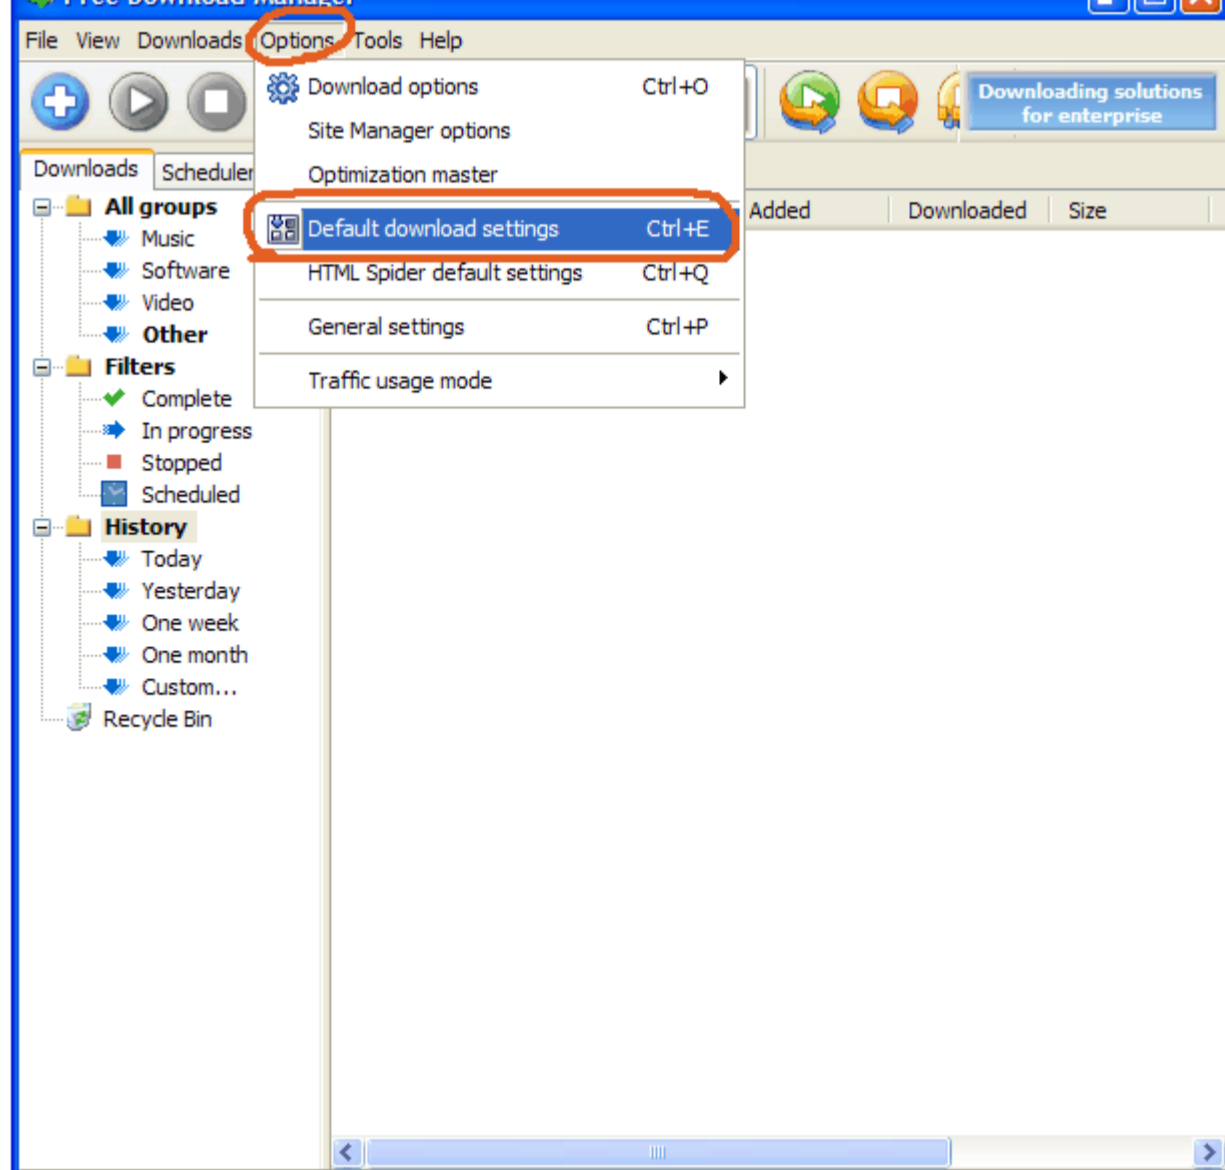 Free Download Manager
File View Downloads Options Tools Help
Download options Ctrl+O
Site Manager options
Optimization master
Default download settings Ctrl+E
HTML Spider default settings Ctrl+Q
General settings Ctrl+P
Traffic usage mode
Downloading solutions
for enterprise
Downloads Scheduler
Added Downloaded Size
All groups
Music
Software
Video
Other
Filters
Complete
In progress
Stopped
Scheduled
History
Today
Yesterday
One week
One month
Custom...
Recycle Bin